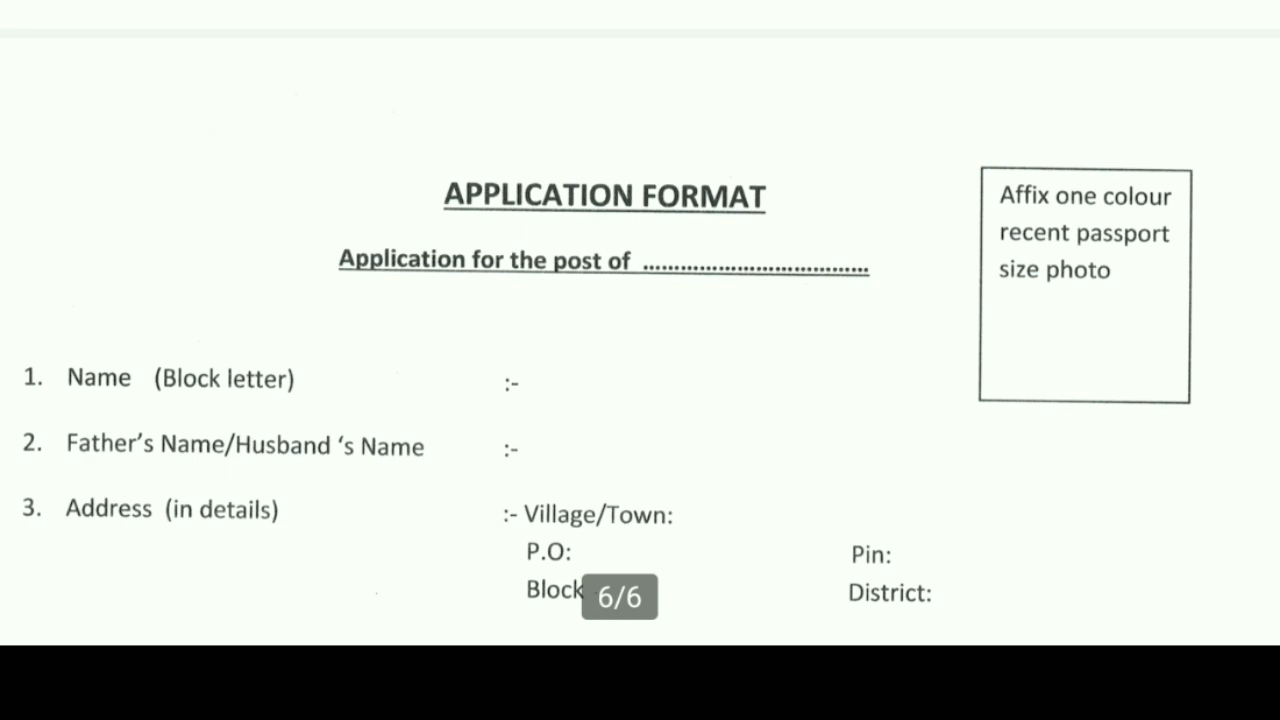 APPLICATION FORMAT
Affix one colour
recent passport
size photo
Application for the post of ....................................
1. Name (Block letter) :-
2. Father's Name/Husband 's Name :-
3. Address (in details) :- Village/Town:
P.O: Pin:
Block District:
6/6